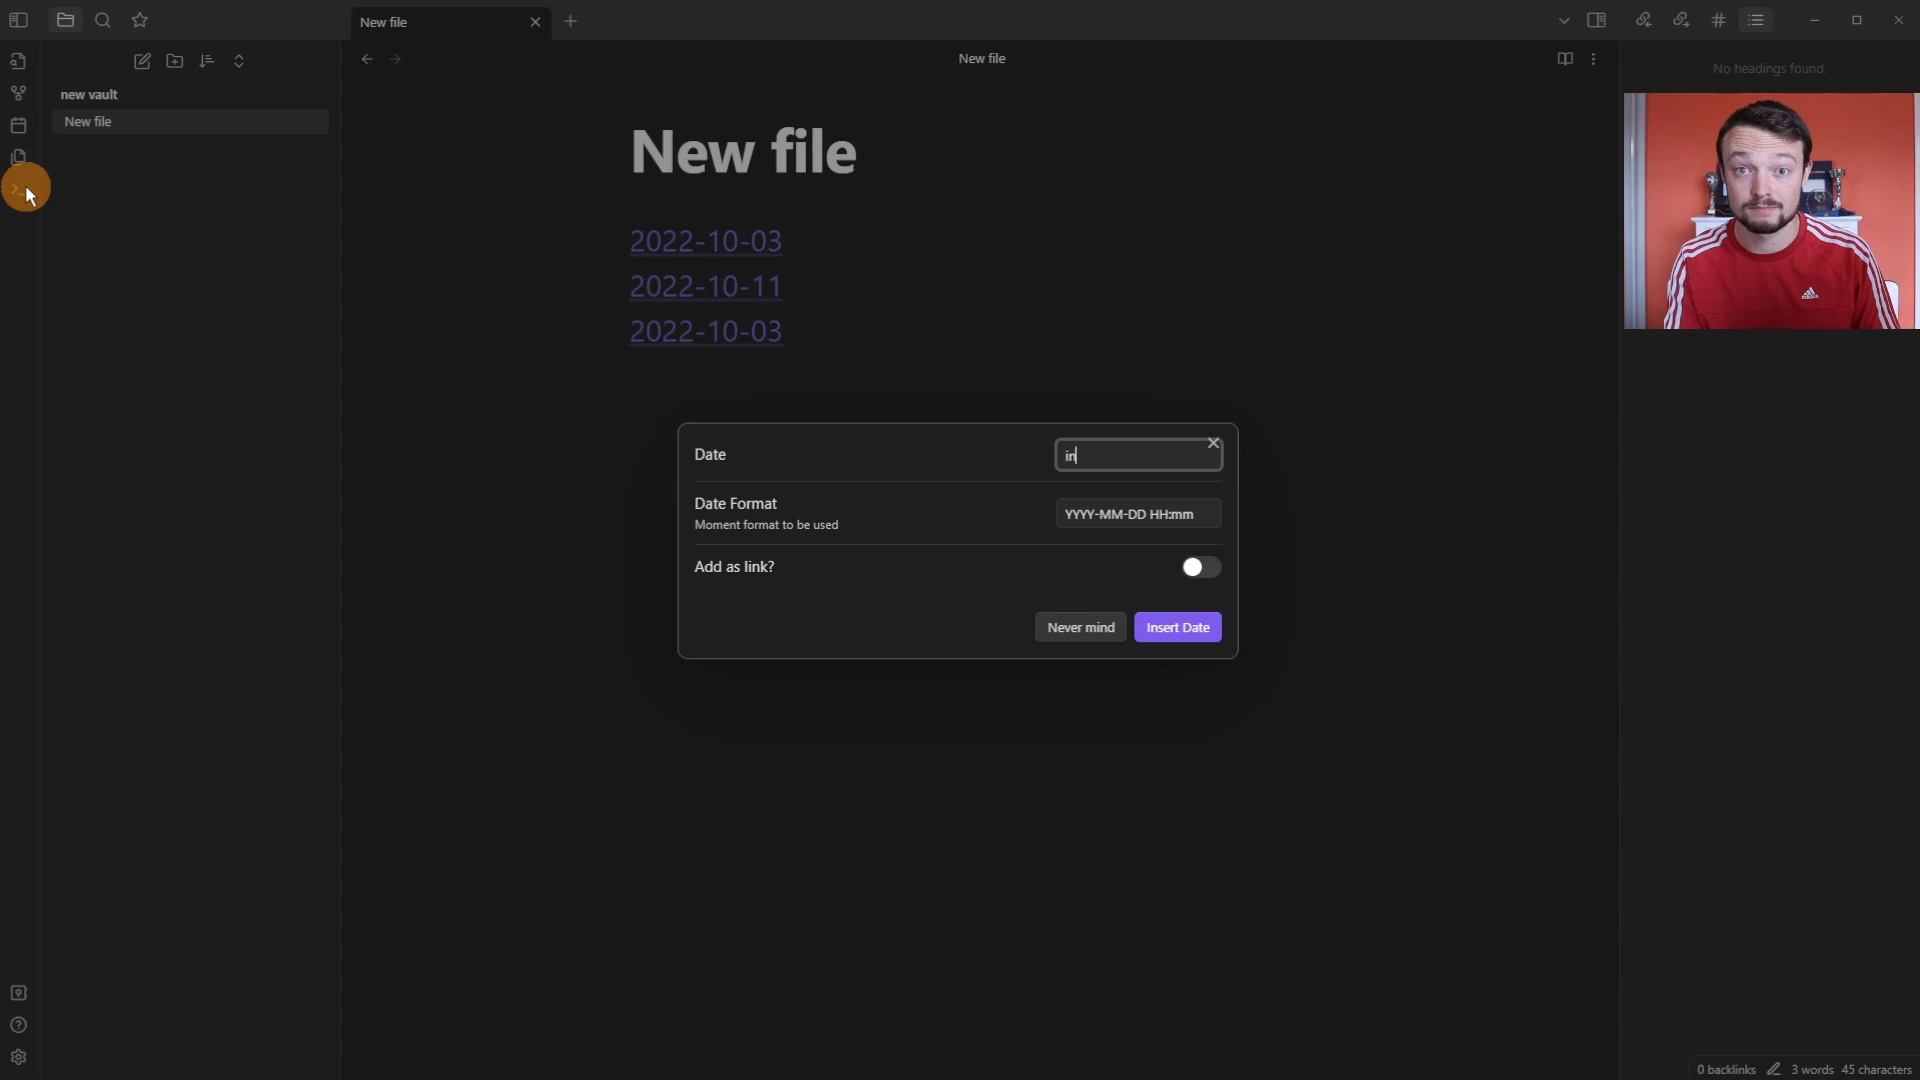 New file
New file
new vault
New file
No headings found.
New file
2022-10-03
2022-10-11
2022-10-03
Date
in
Date Format
Moment format to be used
YYYY-MM-DD HH:mm
Add as link?
Never mind
Insert Date
0 backlinks
3 words
45 characters